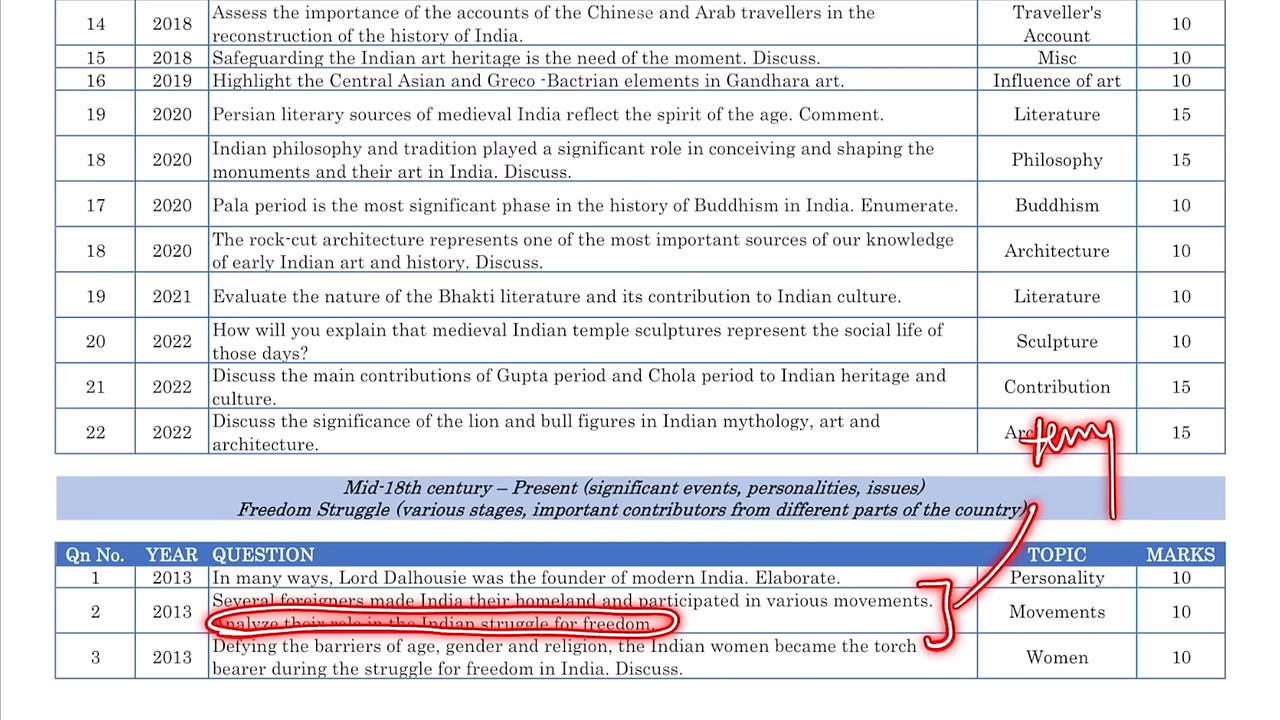 14 2018 Assess the importance of the accounts of the Chinese and Arab travellers in the Traveller's 10
reconstruction of the history of India. Account
15 2018 Safeguarding the Indian art heritage is the need of the moment. Discuss. Misc 10
16 2019 Highlight the Central Asian and Greco -Bactrian elements in Gandhara art. Influence of art 10
19 2020 Persian literary sources of medieval India reflect the spirit of the age. Comment. Literature 15
18 2020 Indian philosophy and tradition played a significant role in conceiving and shaping the Philosophy 15
monuments and their art in India. Discuss.
17 2020 Pala period is the most significant phase in the history of Buddhism in India. Enumerate. Buddhism 10
18 2020 The rock-cut architecture represents one of the most important sources of our knowledge Architecture 10
of early Indian art and history. Discuss.
19 2021 Evaluate the nature of the Bhakti literature and its contribution to Indian culture. Literature 10
20 2022 How will you explain that medieval Indian temple sculptures represent the social life of Sculpture 10
those days?
21 2022 Discuss the main contributions of Gupta period and Chola period to Indian heritage and Contribution 15
culture.
22 2022 Discuss the significance of the lion and bull figures in Indian mythology, art and 15
architecture.
Mid-18th century – Present (significant events, personalities, issues)
Freedom Struggle (various stages, important contributors from different parts of the country)
Qn No. YEAR QUESTION TOPIC MARKS
1 2013 In many ways, Lord Dalhousie was the founder of modern India. Elaborate. Personality 10
2 2013 Several foreigners made India their homeland and participated in various movements. Movements 10
Analyze their role in the Indian struggle for freedom.
3 2013 Defying the barriers of age, gender and religion, the Indian women became the torch Women 10
bearer during the struggle for freedom in India. Discuss.